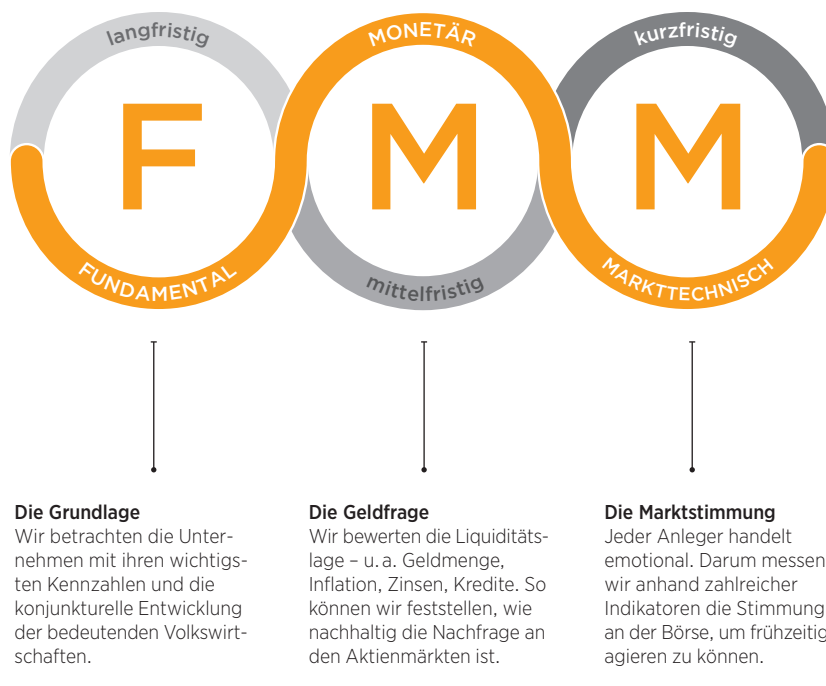 langfristig
MONETÄR
kurzfristig
F
M
M
FUNDAMENTAL
mittelfristig
MARKTTECHNISCH
Die Grundlage
Wir betrachten die Unter-
nehmen mit ihren wichtigs-
ten Kennzahlen und die
konjunkturelle Entwicklung
der bedeutenden Volkswirt-
schaften.
Die Geldfrage
Wir bewerten die Liquiditäts-
lage – u. a. Geldmenge,
Inflation, Zinsen, Kredite. So
können wir feststellen, wie
nachhaltig die Nachfrage an
den Aktienmärkten ist.
Die Marktstimmung
Jeder Anleger handelt
emotional. Darum messen
wir anhand zahlreicher
Indikatoren die Stimmung
an der Börse, um frühzeitig
agieren zu können.